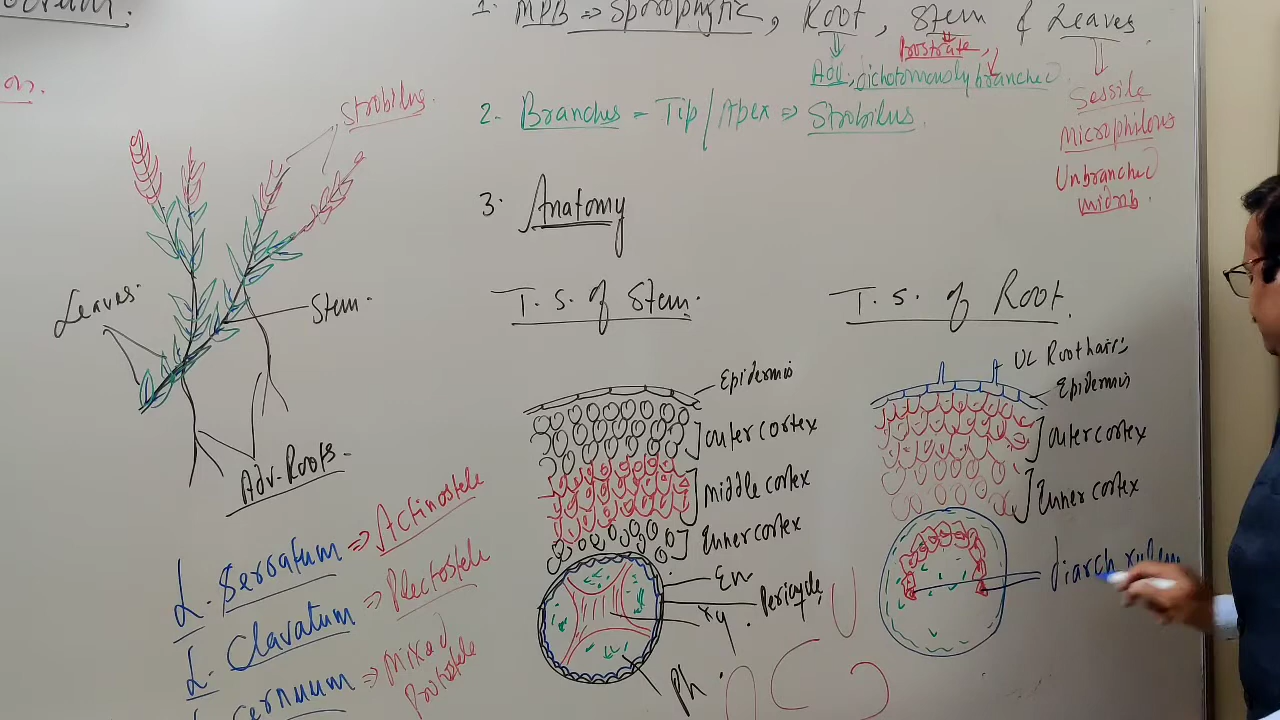 1. MPB ⇒ Sporophytic, Root, Stem & Leaves
Prostrate,
Adv, dichotomously branched
Sessile
Microphilous
Unbranched
midrib.
2. Branches - Tip/Apex ⇒ Strobilus.
Strobilus.
3. Anatomy
Leaves.
Stem.
Adv. Roots.
T. S. of Stem.
Epidermis
outer cortex
middle cortex
Inner cortex
En
Pericycle,
xy.
Ph.
T. S. of Root.
UC Root hairs
Epidermis
outer cortex
Inner cortex
diarch xylem
L. Serratum ⇒ Actinostele
L. Clavatum ⇒ Plectostele
cernuum ⇒ mixed
Protostele